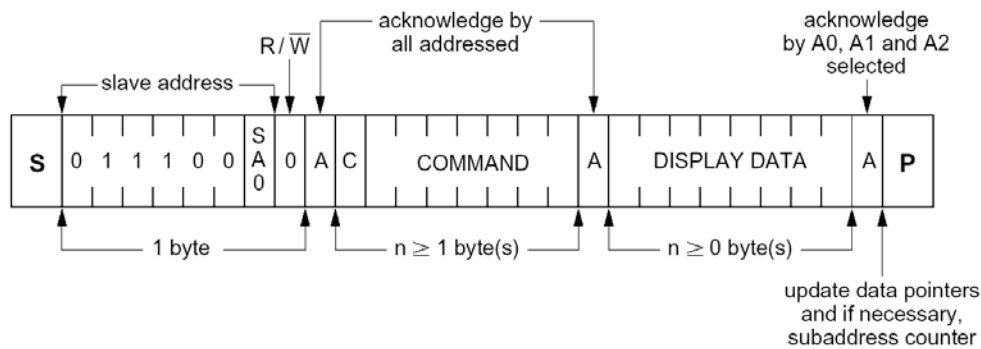 acknowledge by
all addressed
acknowledge
by A0, A1 and A2
selected
R/W̅
slave address
S 0 1 1 1 0 0 SA0 0 A C COMMAND A DISPLAY DATA A P
1 byte
n ≥ 1 byte(s)
n ≥ 0 byte(s)
update data pointers
and if necessary,
subaddress counter